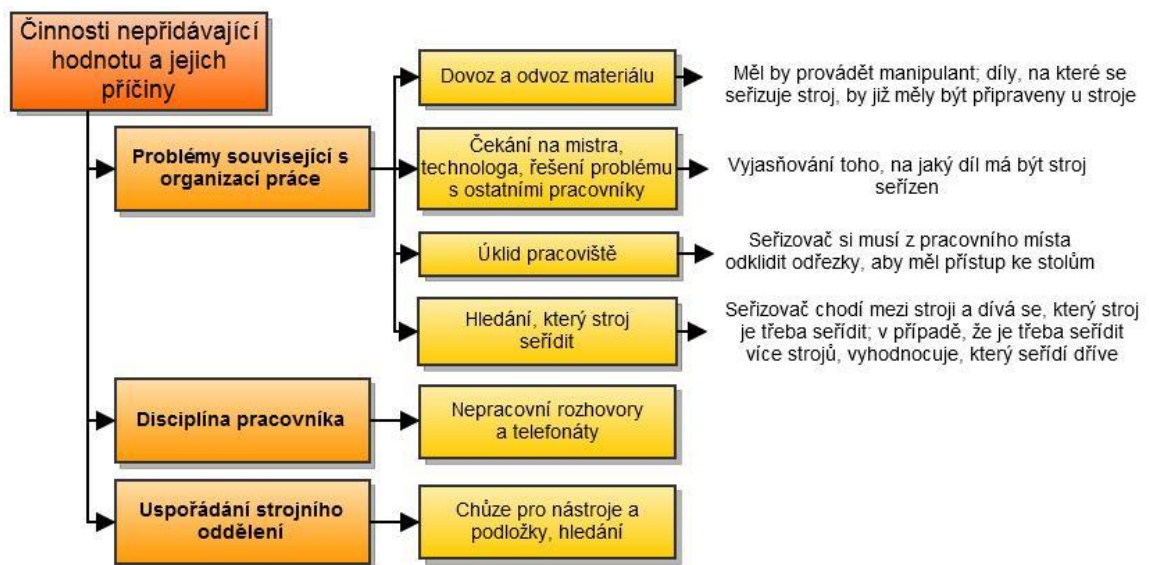 Činnosti nepřidávající
hodnotu a jejich
příčiny
Problémy související s
organizací práce
Dovoz a odvoz materiálu
Měl by provádět manipulant; díly, na které se
seřizuje stroj, by již měly být připraveny u stroje
Čekání na mistra,
technologa, řešení problému
s ostatními pracovníky
Vyjasňování toho, na jaký díl má být stroj
seřízen
Úklid pracoviště
Seřizovač si musí z pracovního místa
odklidit odřezky, aby měl přístup ke stolům
Hledání, který stroj
seřídit
Seřizovač chodí mezi stroji a dívá se, který stroj
je třeba seřídit; v případě, že je třeba seřídit
více strojů, vyhodnocuje, který seřídí dříve
Disciplína pracovníka
Nepracovní rozhovory
a telefonáty
Uspořádání strojního
oddělení
Chůze pro nástroje a
podložky, hledání